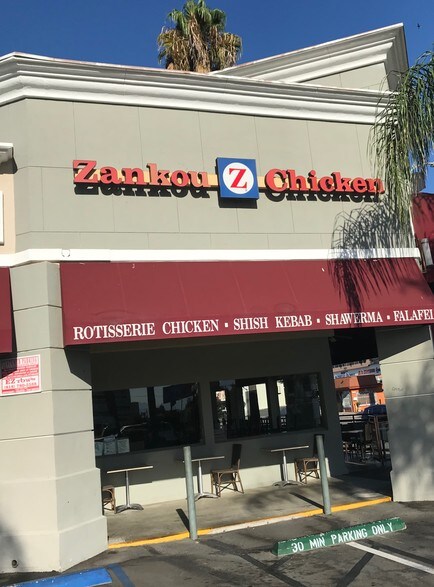 Zankou Z Chicken
ROTISSERIE CHICKEN • SHISH KEBAB • SHAWERMA • FALAFEL
30 MIN PARKING ONLY